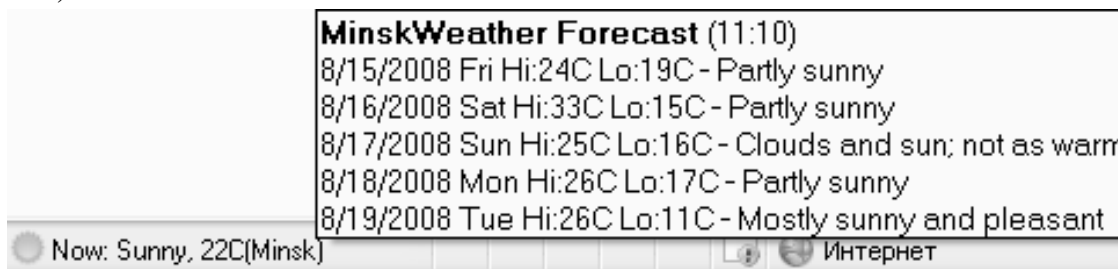 MinskWeather Forecast (11:10)
8/15/2008 Fri Hi:24C Lo:19C - Partly sunny
8/16/2008 Sat Hi:33C Lo:15C - Partly sunny
8/17/2008 Sun Hi:25C Lo:16C - Clouds and sun; not as warm
8/18/2008 Mon Hi:26C Lo:17C - Partly sunny
8/19/2008 Tue Hi:26C Lo:11C - Mostly sunny and pleasant
Now: Sunny, 22C(Minsk)
Интернет